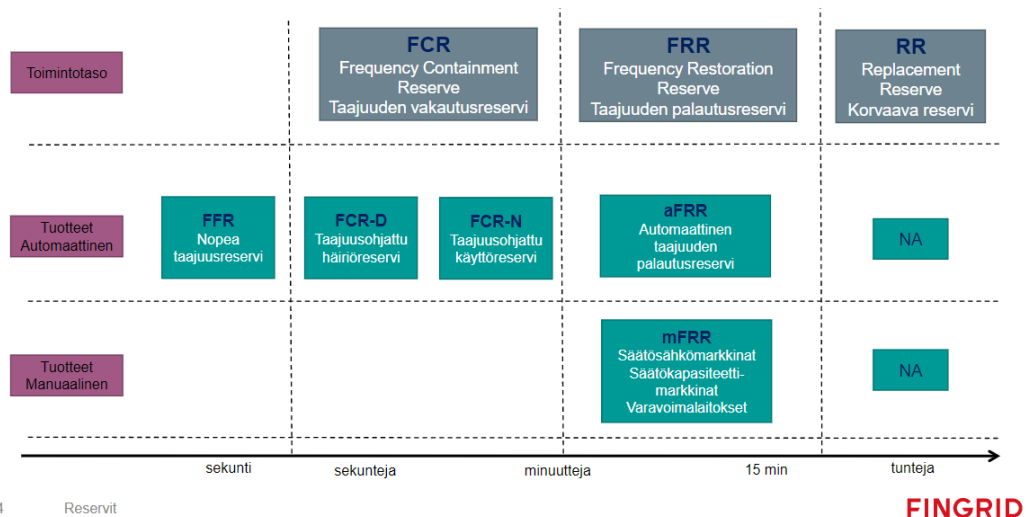 Toimintotaso
FCR
Frequency Containment
Reserve
Taajuuden vakautusreservi
FRR
Frequency Restoration
Reserve
Taajuuden palautusreservi
RR
Replacement
Reserve
Korvaava reservi
Tuotteet
Automaattinen
FFR
Nopea
taajuusreservi
FCR-D
Taajuusohjattu
häiriöreservi
FCR-N
Taajuusohjattu
käyttöreservi
aFRR
Automaattinen
taajuuden
palautusreservi
NA
Tuotteet
Manuaalinen
mFRR
Säätösähkömarkkinat
Säätökapasiteetti-
markkinat
Varavoimalaitokset
NA
sekunti
sekunteja
minuutteja
15 min
tunteja
4
Reservit
FINGRID